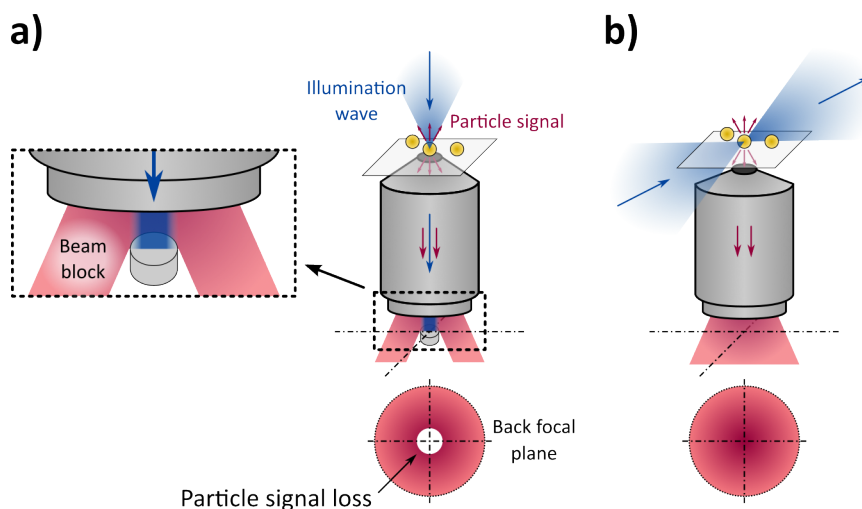 a)
b)
Illumination
wave
Particle signal
Beam
block
Back focal
plane
Particle signal loss